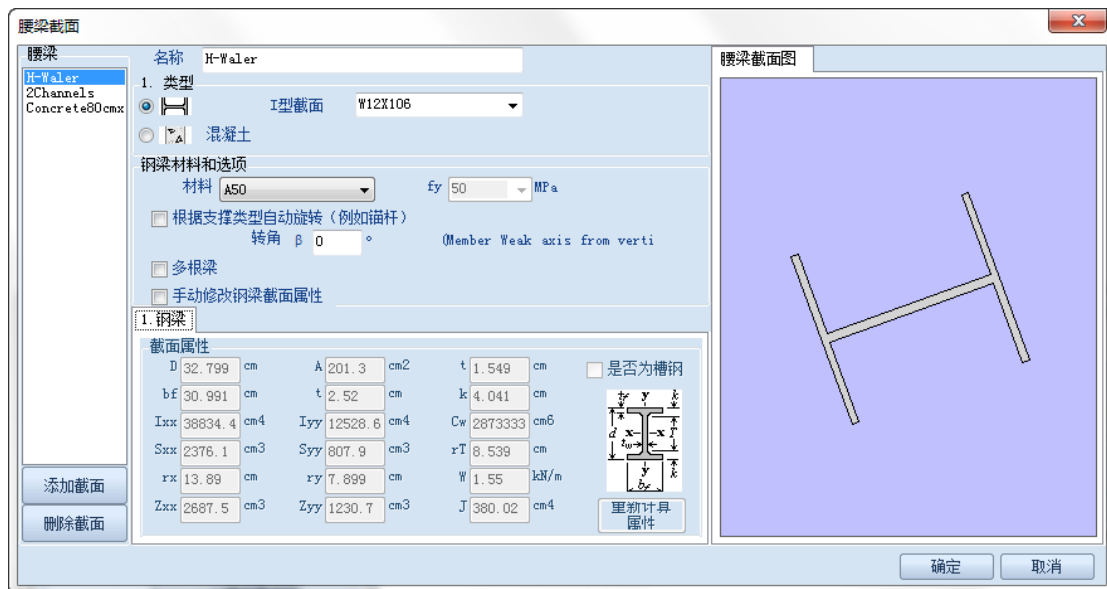 腰梁截面
腰梁
H-Waler
2Channels
Concrete80cmx
添加截面
删除截面
名称 H-Waler
1. 类型
I型截面 W12X106
混凝土
钢梁材料和选项
材料 A50 fy 50 MPa
根据支撑类型自动旋转（例如锚杆）
转角 β 0 ° (Member Weak axis from verti
多根梁
手动修改钢梁截面属性
1.钢梁
截面属性
D 32.799 cm A 201.3 cm2 t 1.549 cm 是否为槽钢
bf 30.991 cm t 2.52 cm k 4.041 cm
Ixx 38834.4 cm4 Iyy 12528.6 cm4 Cw 2873333 cm6
Sxx 2376.1 cm3 Syy 807.9 cm3 rT 8.539 cm
rx 13.89 cm ry 7.899 cm W 1.55 kN/m
Zxx 2687.5 cm3 Zyy 1230.7 cm3 J 380.02 cm4
tf y k
d x x T
tw
y k
bf
重新计算
属性
腰梁截面图
确定 取消